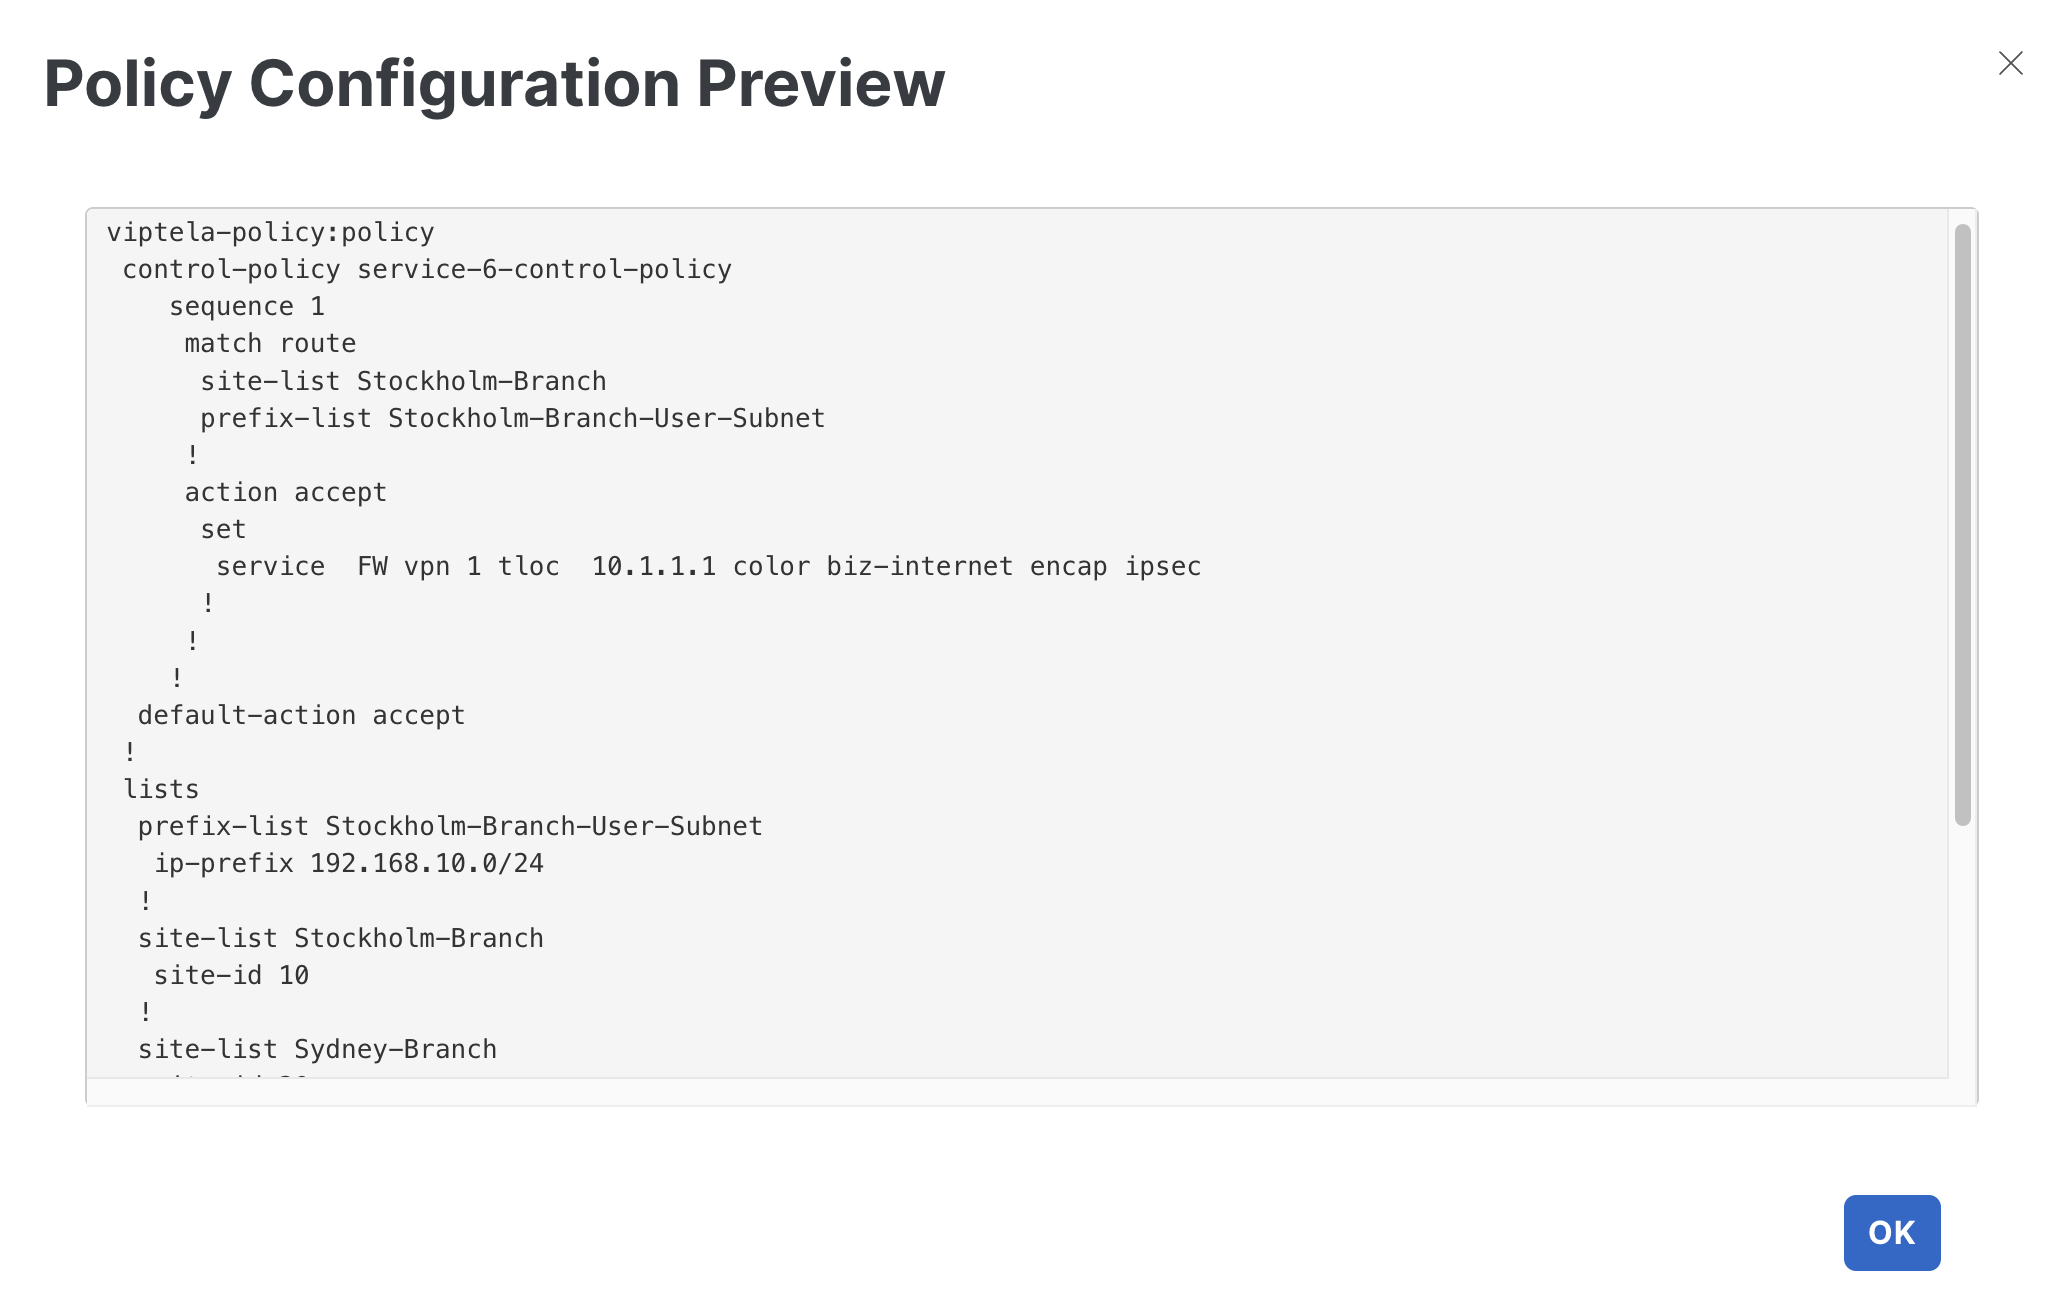 Policy Configuration Preview
viptela-policy:policy
 control-policy service-6-control-policy
    sequence 1
     match route
      site-list Stockholm-Branch
      prefix-list Stockholm-Branch-User-Subnet
     !
     action accept
      set
       service  FW vpn 1 tloc  10.1.1.1 color biz-internet encap ipsec
      !
     !
    !
  default-action accept
 !
 lists
  prefix-list Stockholm-Branch-User-Subnet
   ip-prefix 192.168.10.0/24
  !
  site-list Stockholm-Branch
   site-id 10
  !
  site-list Sydney-Branch
OK